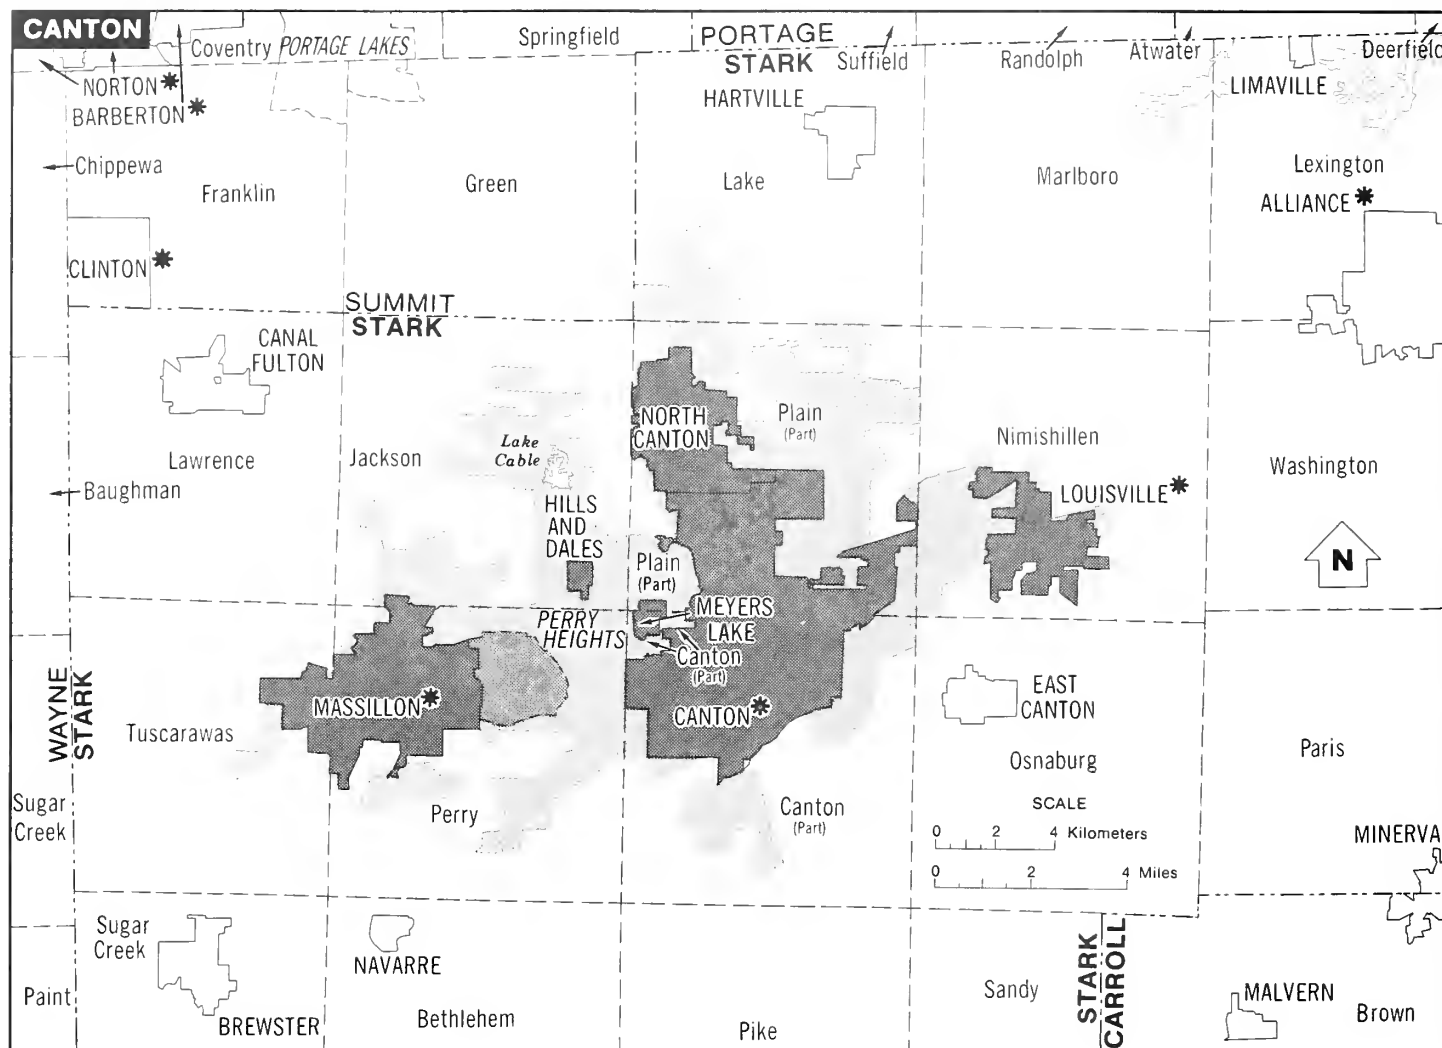 CANTON
Coventry PORTAGE LAKES
Springfield
PORTAGE
STARK
Suffield
Randolph
Atwater
Deerfield
NORTON
BARBERTON
HARTVILLE
LIMAVILLE
Chippewa
Franklin
Green
Lake
Marlboro
Lexington
ALLIANCE
CLINTON
SUMMIT
STARK
CANAL
FULTON
NORTH
CANTON
Plain
(Part)
Lake
Cable
Nimishillen
Lawrence
Jackson
Washington
Baughman
LOUISVILLE
HILLS
AND
DALES
N
Plain
(Part)
PERRY
HEIGHTS
MEYERS
LAKE
Canton
(Part)
WAYNE
STARK
MASSILLON
CANTON
EAST
CANTON
Tuscarawas
Osnaburg
Paris
Sugar
Creek
Perry
Canton
(Part)
SCALE
0 2 4 Kilometers
0 2 4 Miles
MINERVA
Sugar
Creek
NAVARRE
STARK
CARROLL
Paint
BREWSTER
Bethlehem
Pike
Sandy
MALVERN
Brown